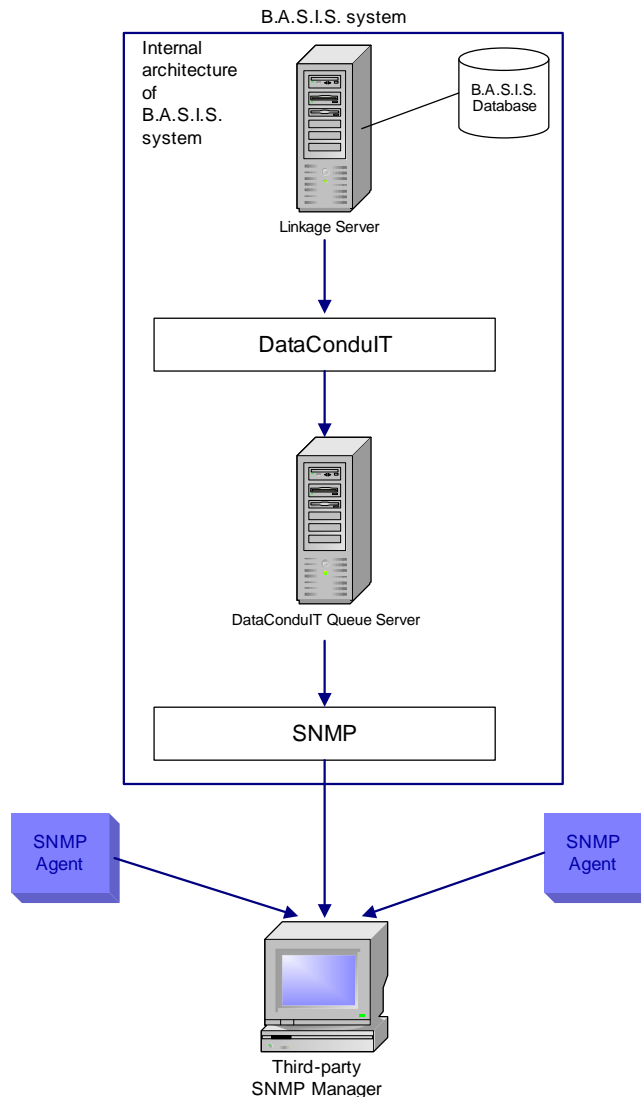 B.A.S.I.S. system
Internal
architecture
of
B.A.S.I.S.
system
B.A.S.I.S.
Database
Linkage Server
DataConduIT
DataConduIT Queue Server
SNMP
SNMP
Agent
SNMP
Agent
Third-party
SNMP Manager